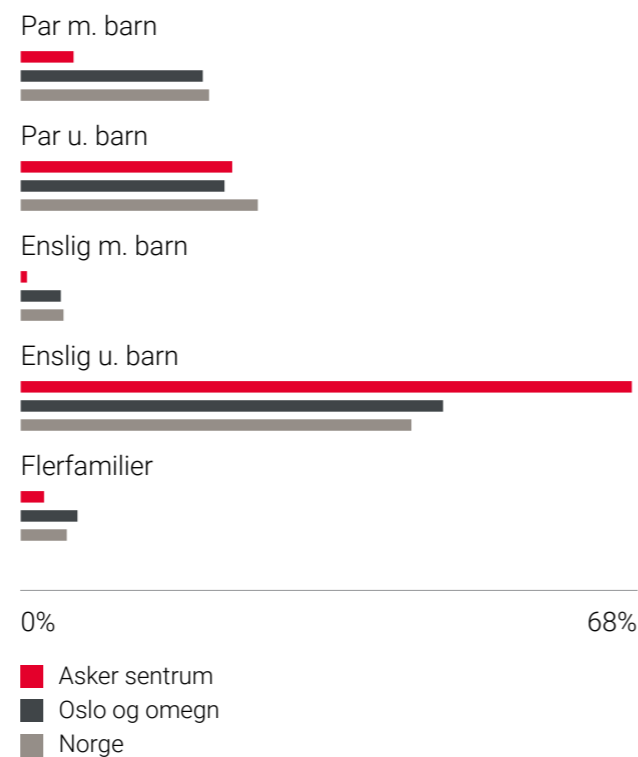 Par m. barn
Par u. barn
Enslig m. barn
Enslig u. barn
Flerfamilier
0% 68%
Asker sentrum
Oslo og omegn
Norge